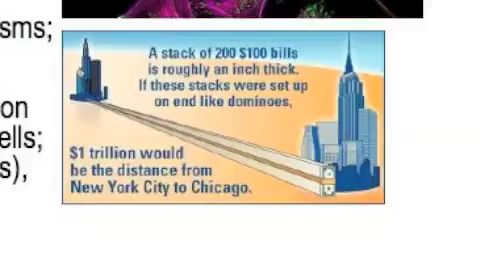 sms;
on
ells;
s),
A stack of 200 $100 bills
is roughly an inch thick.
If these stacks were set up
on end like dominoes,
$1 trillion would
be the distance from
New York City to Chicago.